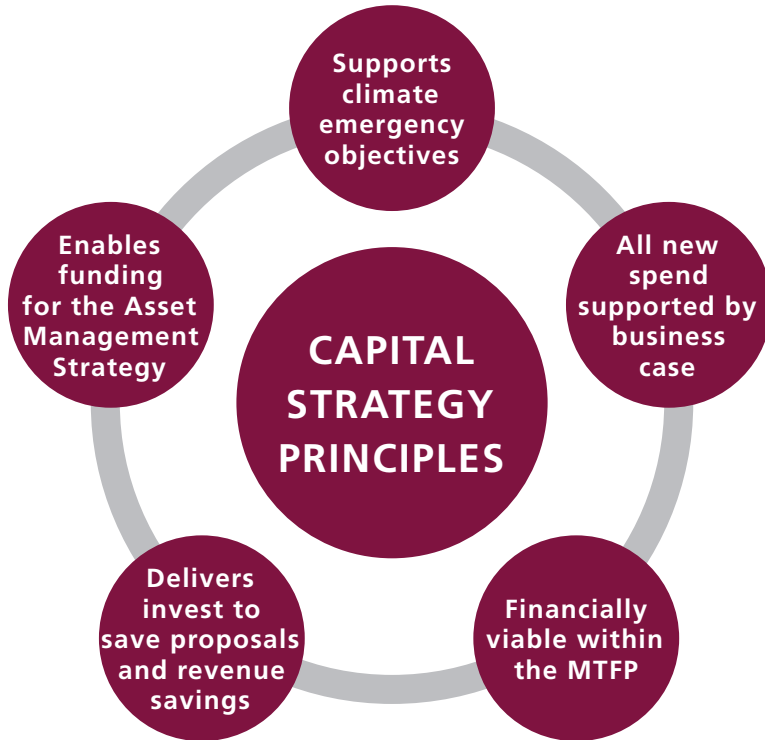 Supports
climate
emergency
objectives
All new
spend
supported by
business
case
Financially
viable within
the MTFP
Delivers
invest to
save proposals
and revenue
savings
Enables
funding
for the Asset
Management
Strategy
CAPITAL
STRATEGY
PRINCIPLES